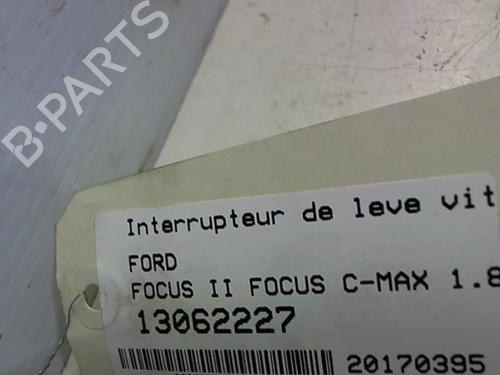 B-PARTS
Interrupteur de leve vit
FORD
FOCUS II FOCUS C-MAX 1.8
13062227
20170395